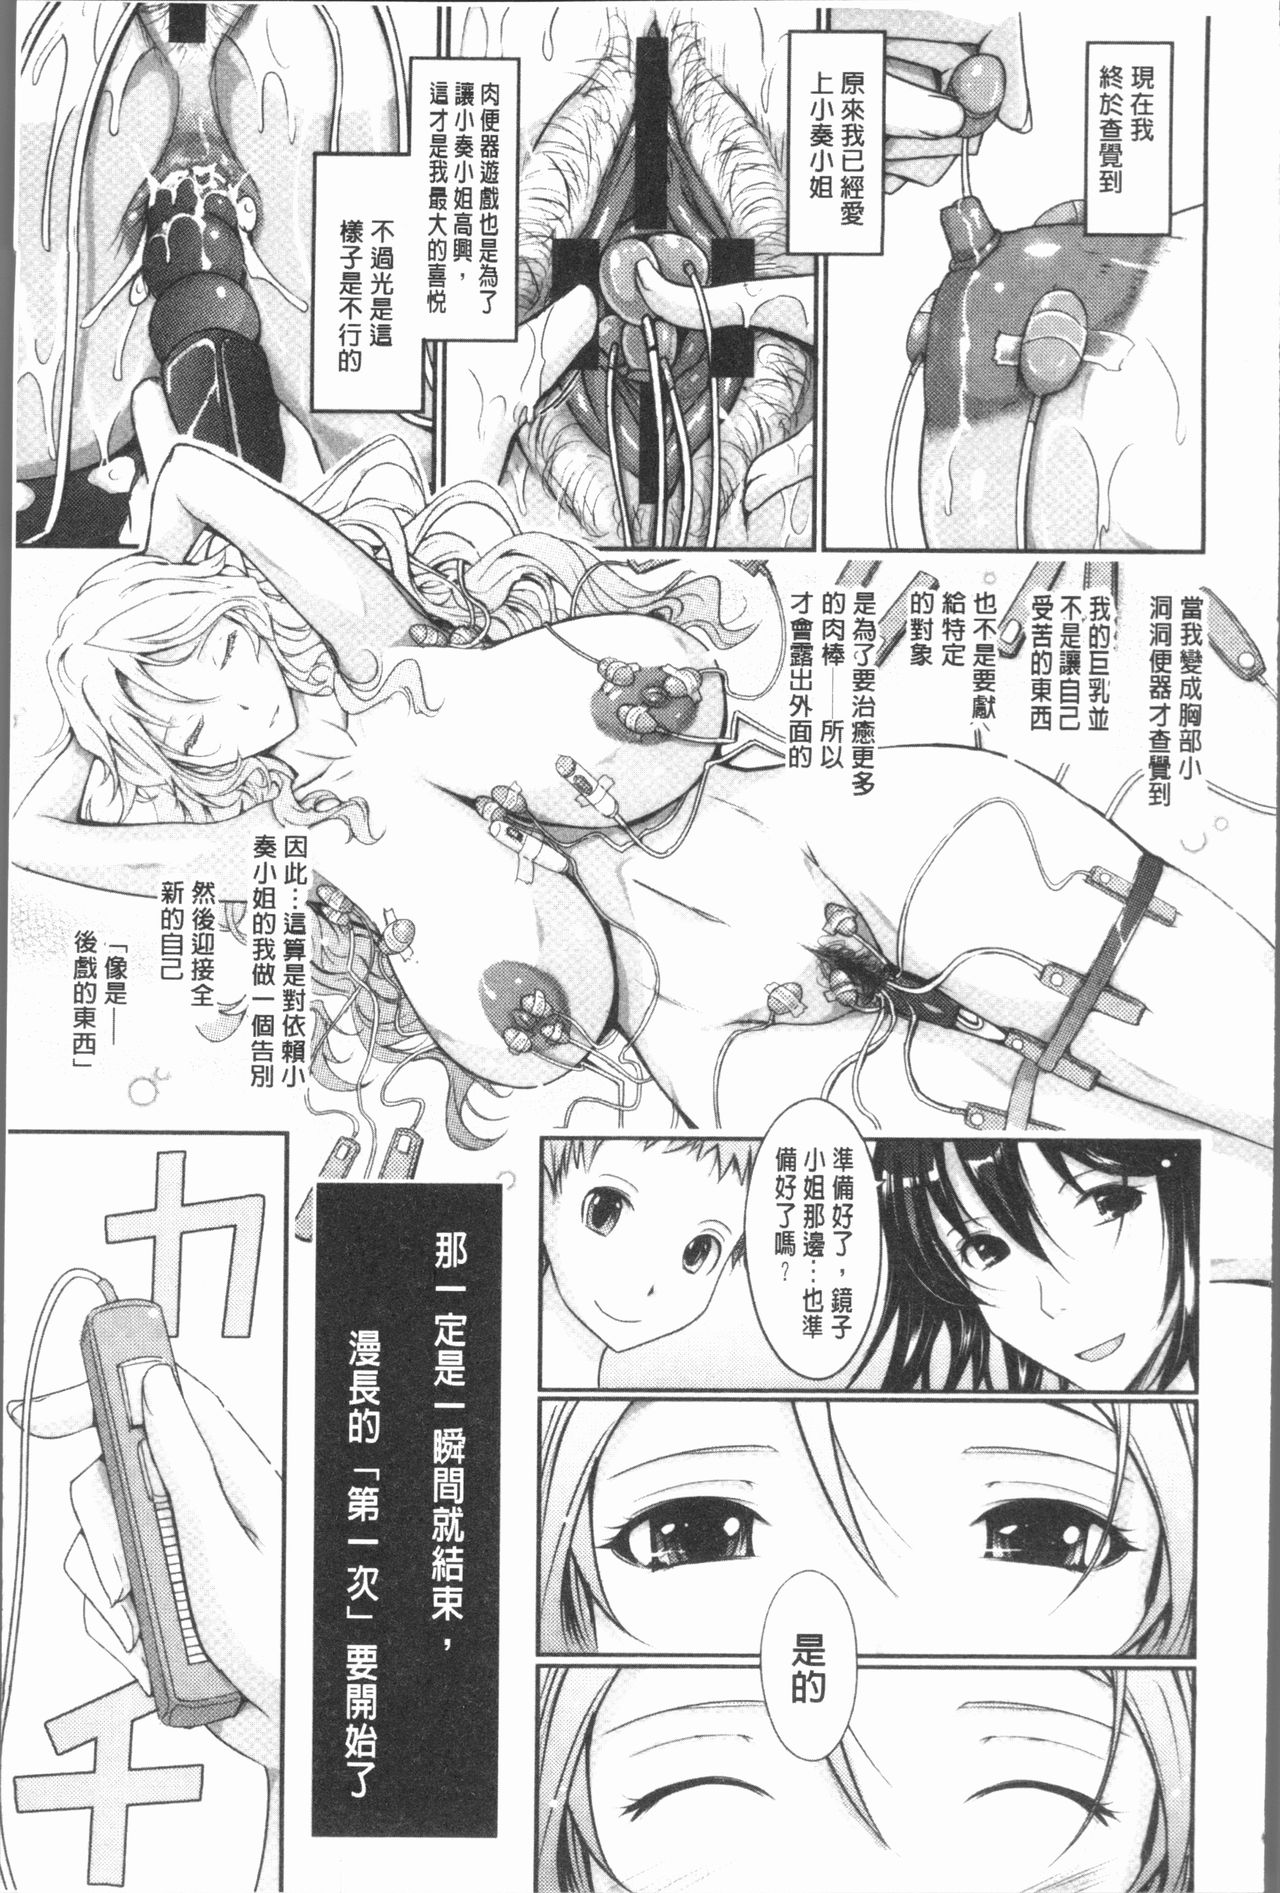 現在我
終於查覺到
原來我已經愛
上小奏小姐
肉便器遊戲也是為了
讓小奏小姐高興，
這才是我最大的喜悅
不過光是這
樣子是不行的
當我變成胸部小
洞洞便器才查覺到
我的巨乳並
不是讓自己
受苦的東西
也不是要獻
給特定
的對象
是為了要治癒更多
的肉棒——所以
才會露出外面的
因此…這算是對依賴小
奏小姐的我做一個告別
然後迎接全
新的自己
「像是——
後戲的東西」
準備好了，鏡子
小姐那邊…也準
備好了嗎？
是的
那一定是一瞬間就結束，
漫長的「第一次」要開始了
カチ